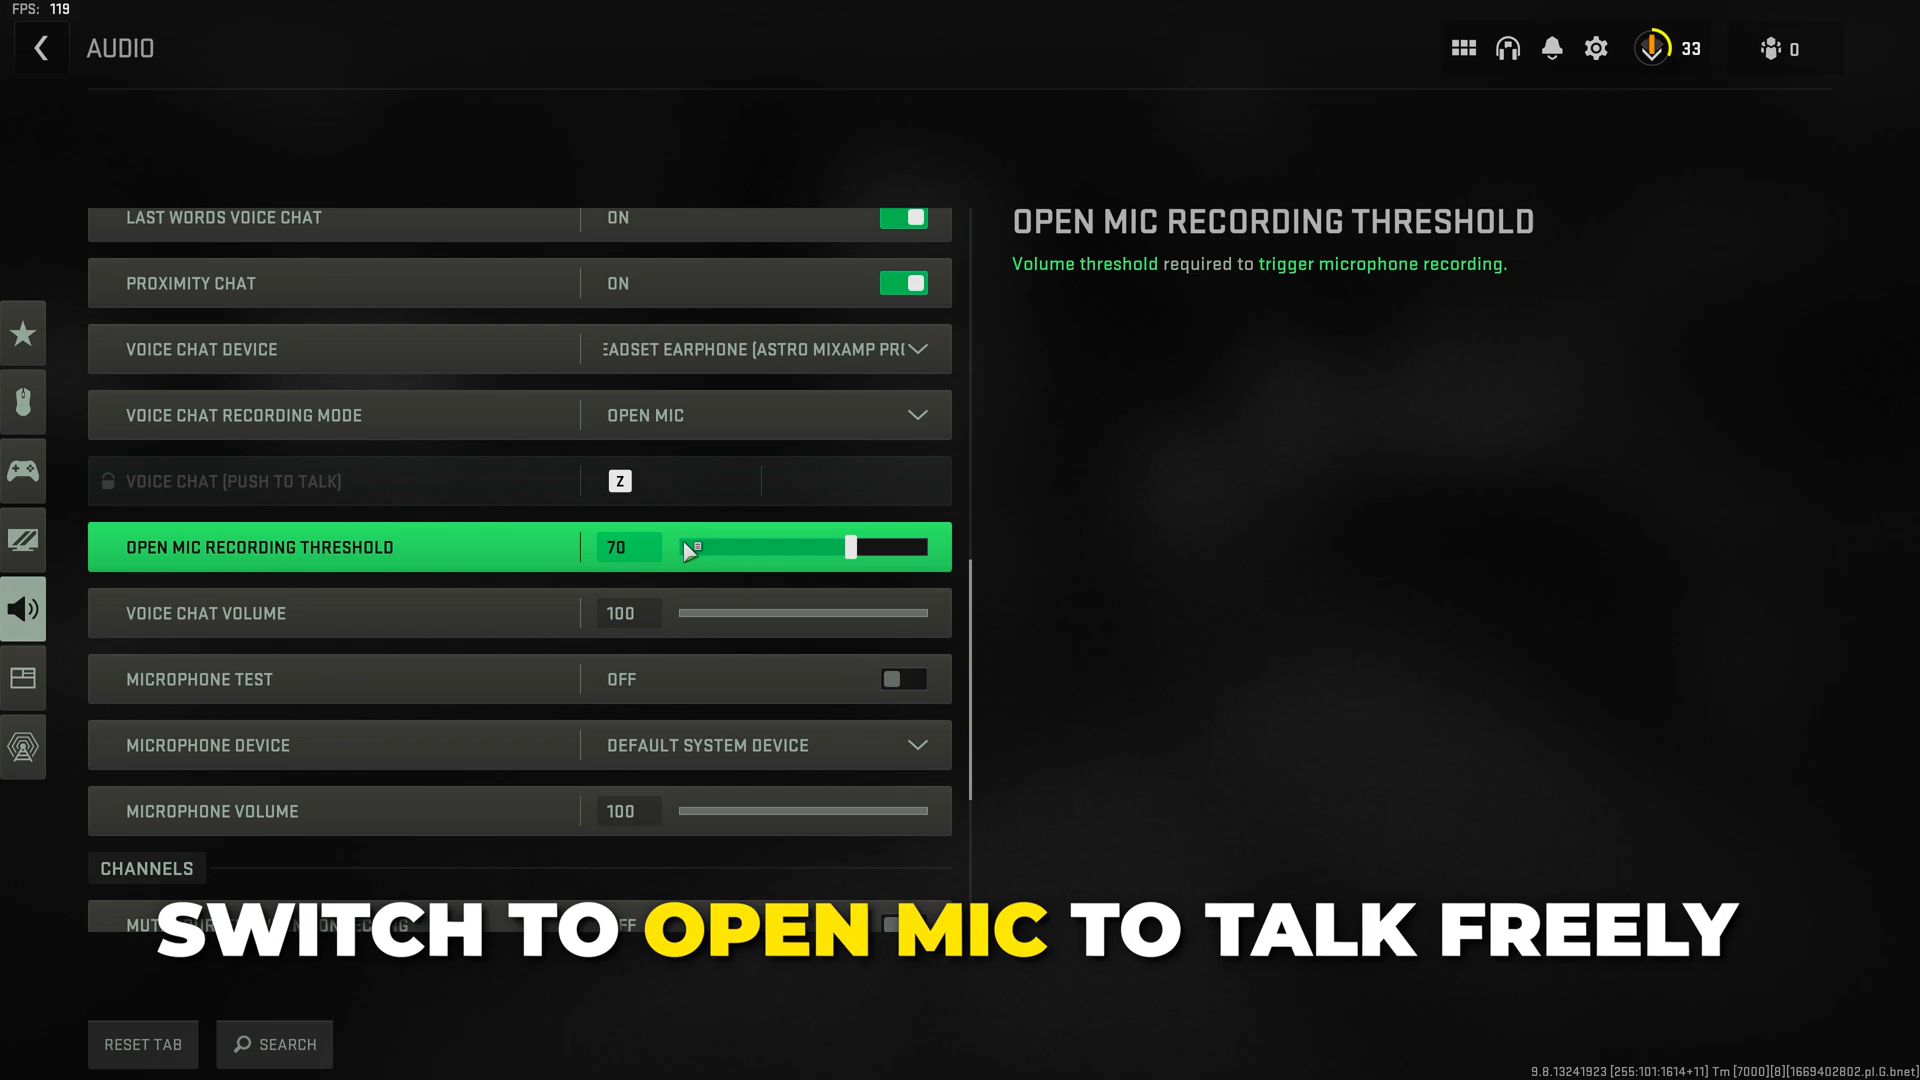 FPS: 119
AUDIO
33
0
LAST WORDS VOICE CHAT ON
PROXIMITY CHAT ON
VOICE CHAT DEVICE EADSET EARPHONE (ASTRO MIXAMP PR
VOICE CHAT RECORDING MODE OPEN MIC
VOICE CHAT (PUSH TO TALK) Z
OPEN MIC RECORDING THRESHOLD 70
VOICE CHAT VOLUME 100
MICROPHONE TEST OFF
MICROPHONE DEVICE DEFAULT SYSTEM DEVICE
MICROPHONE VOLUME 100
CHANNELS
OPEN MIC RECORDING THRESHOLD
Volume threshold required to trigger microphone recording.
SWITCH TO OPEN MIC TO TALK FREELY
RESET TAB
SEARCH
9.8.13241923 [255:101:1614+11] Tm [7000][8][1669402802.pl.G.bnet]